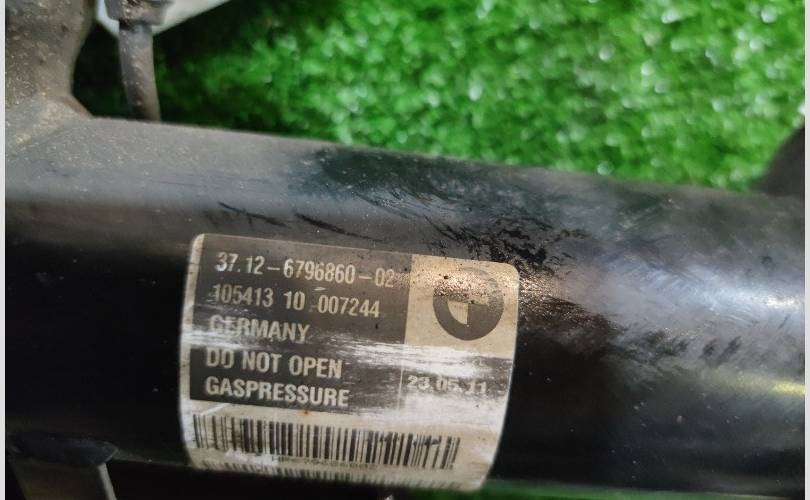 37.12-6796860-02
105413 10 007244
GERMANY
DO NOT OPEN
GASPRESSURE
23.05.11